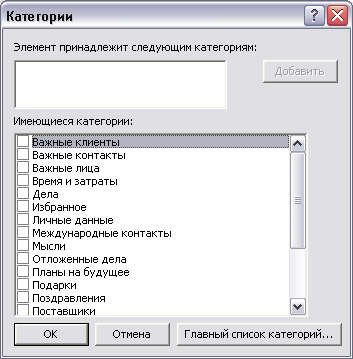 Категории
Элемент принадлежит следующим категориям:
Добавить
Имеющиеся категории:
Важные клиенты
Важные контакты
Важные лица
Время и затраты
Дела
Избранное
Личные данные
Международные контакты
Мысли
Отложенные дела
Планы на будущее
Подарки
Поздравления
Поставщики
ОК
Отмена
Главный список категорий...